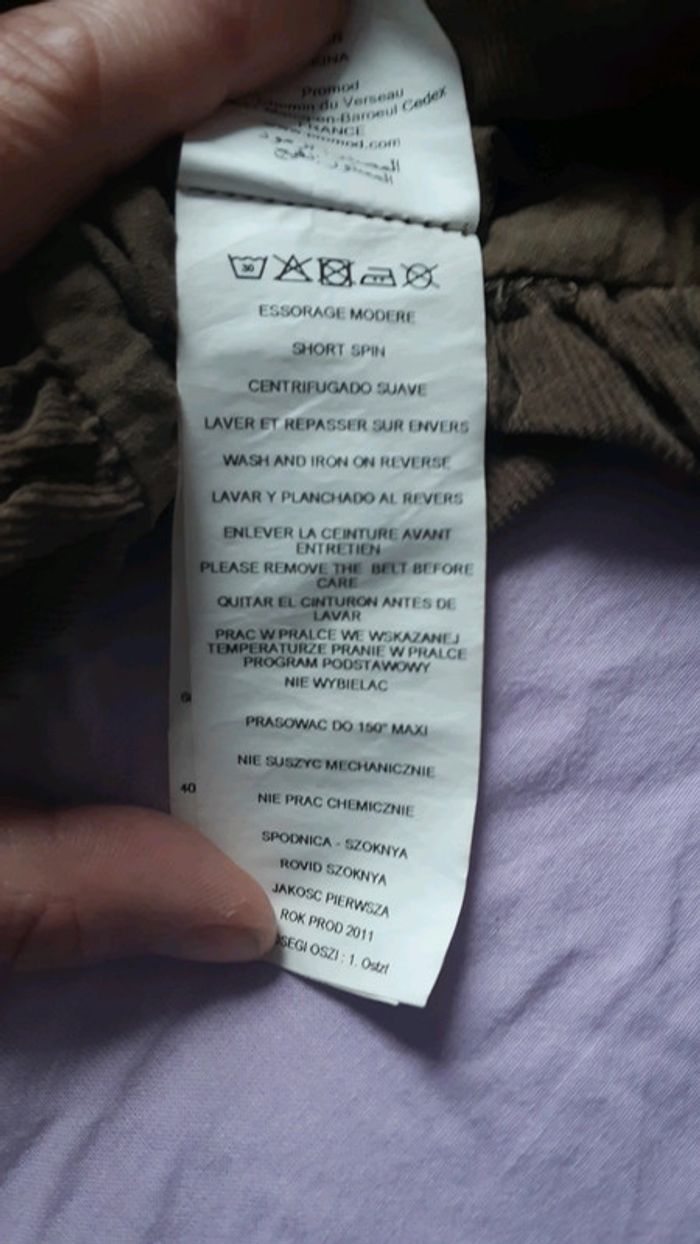 Promod
du Verseau
en-Baroeul Cedex
FRANCE
www.promod.com
30
ESSORAGE MODERE
SHORT SPIN
CENTRIFUGADO SUAVE
LAVER ET REPASSER SUR ENVERS
WASH AND IRON ON REVERSE
LAVAR Y PLANCHADO AL REVERS
ENLEVER LA CEINTURE AVANT
ENTRETIEN
PLEASE REMOVE THE BELT BEFORE
CARE
QUITAR EL CINTURON ANTES DE
LAVAR
PRAC W PRALCE WE WSKAZANEJ
TEMPERATURZE PRANIE W PRALCE
PROGRAM PODSTAWOWY
NIE WYBIELAC
PRASOWAC DO 150° MAXI
NIE SUSZYC MECHANICZNIE
40
NIE PRAC CHEMICZNIE
SPODNICA - SZOKNYA
ROVID SZOKNYA
JAKOSC PIERWSZA
ROK PROD 2011
OSZI : 1. Oszt